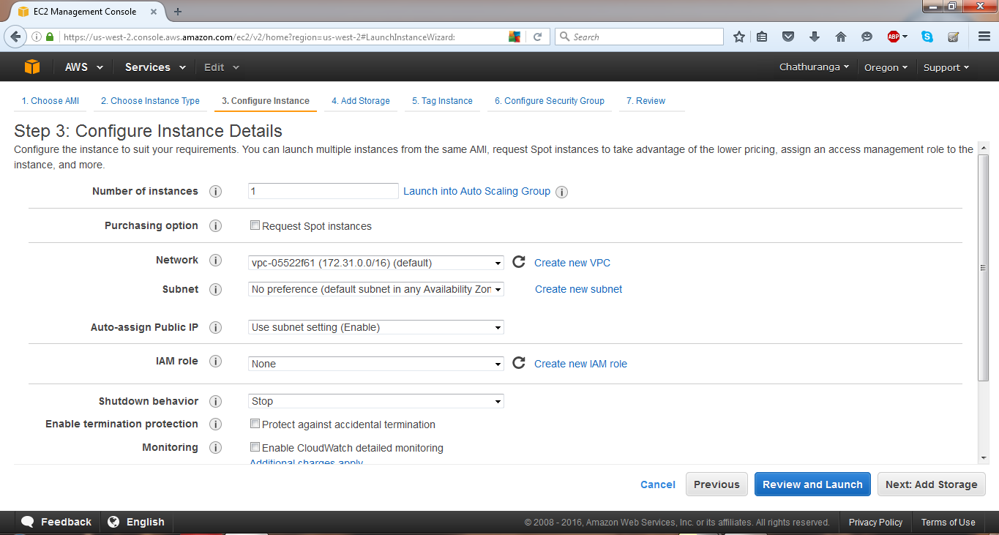 EC2 Management Console
https://us-west-2.console.aws.amazon.com/ec2/v2/home?region=us-west-2#LaunchInstanceWizard:
Search
ABP
AWS Services Edit Chathuranga Oregon Support
1. Choose AMI 2. Choose Instance Type 3. Configure Instance 4. Add Storage 5. Tag Instance 6. Configure Security Group 7. Review
Step 3: Configure Instance Details
Configure the instance to suit your requirements. You can launch multiple instances from the same AMI, request Spot instances to take advantage of the lower pricing, assign an access management role to the
instance, and more.
Number of instances i 1 Launch into Auto Scaling Group i
Purchasing option i Request Spot instances
Network i vpc-05522f61 (172.31.0.0/16) (default) Create new VPC
Subnet i No preference (default subnet in any Availability Zon Create new subnet
Auto-assign Public IP i Use subnet setting (Enable)
IAM role i None Create new IAM role
Shutdown behavior i Stop
Enable termination protection i Protect against accidental termination
Monitoring i Enable CloudWatch detailed monitoring
Additional charges apply
Cancel Previous Review and Launch Next: Add Storage
Feedback English © 2008 - 2016, Amazon Web Services, Inc. or its affiliates. All rights reserved. Privacy Policy Terms of Use